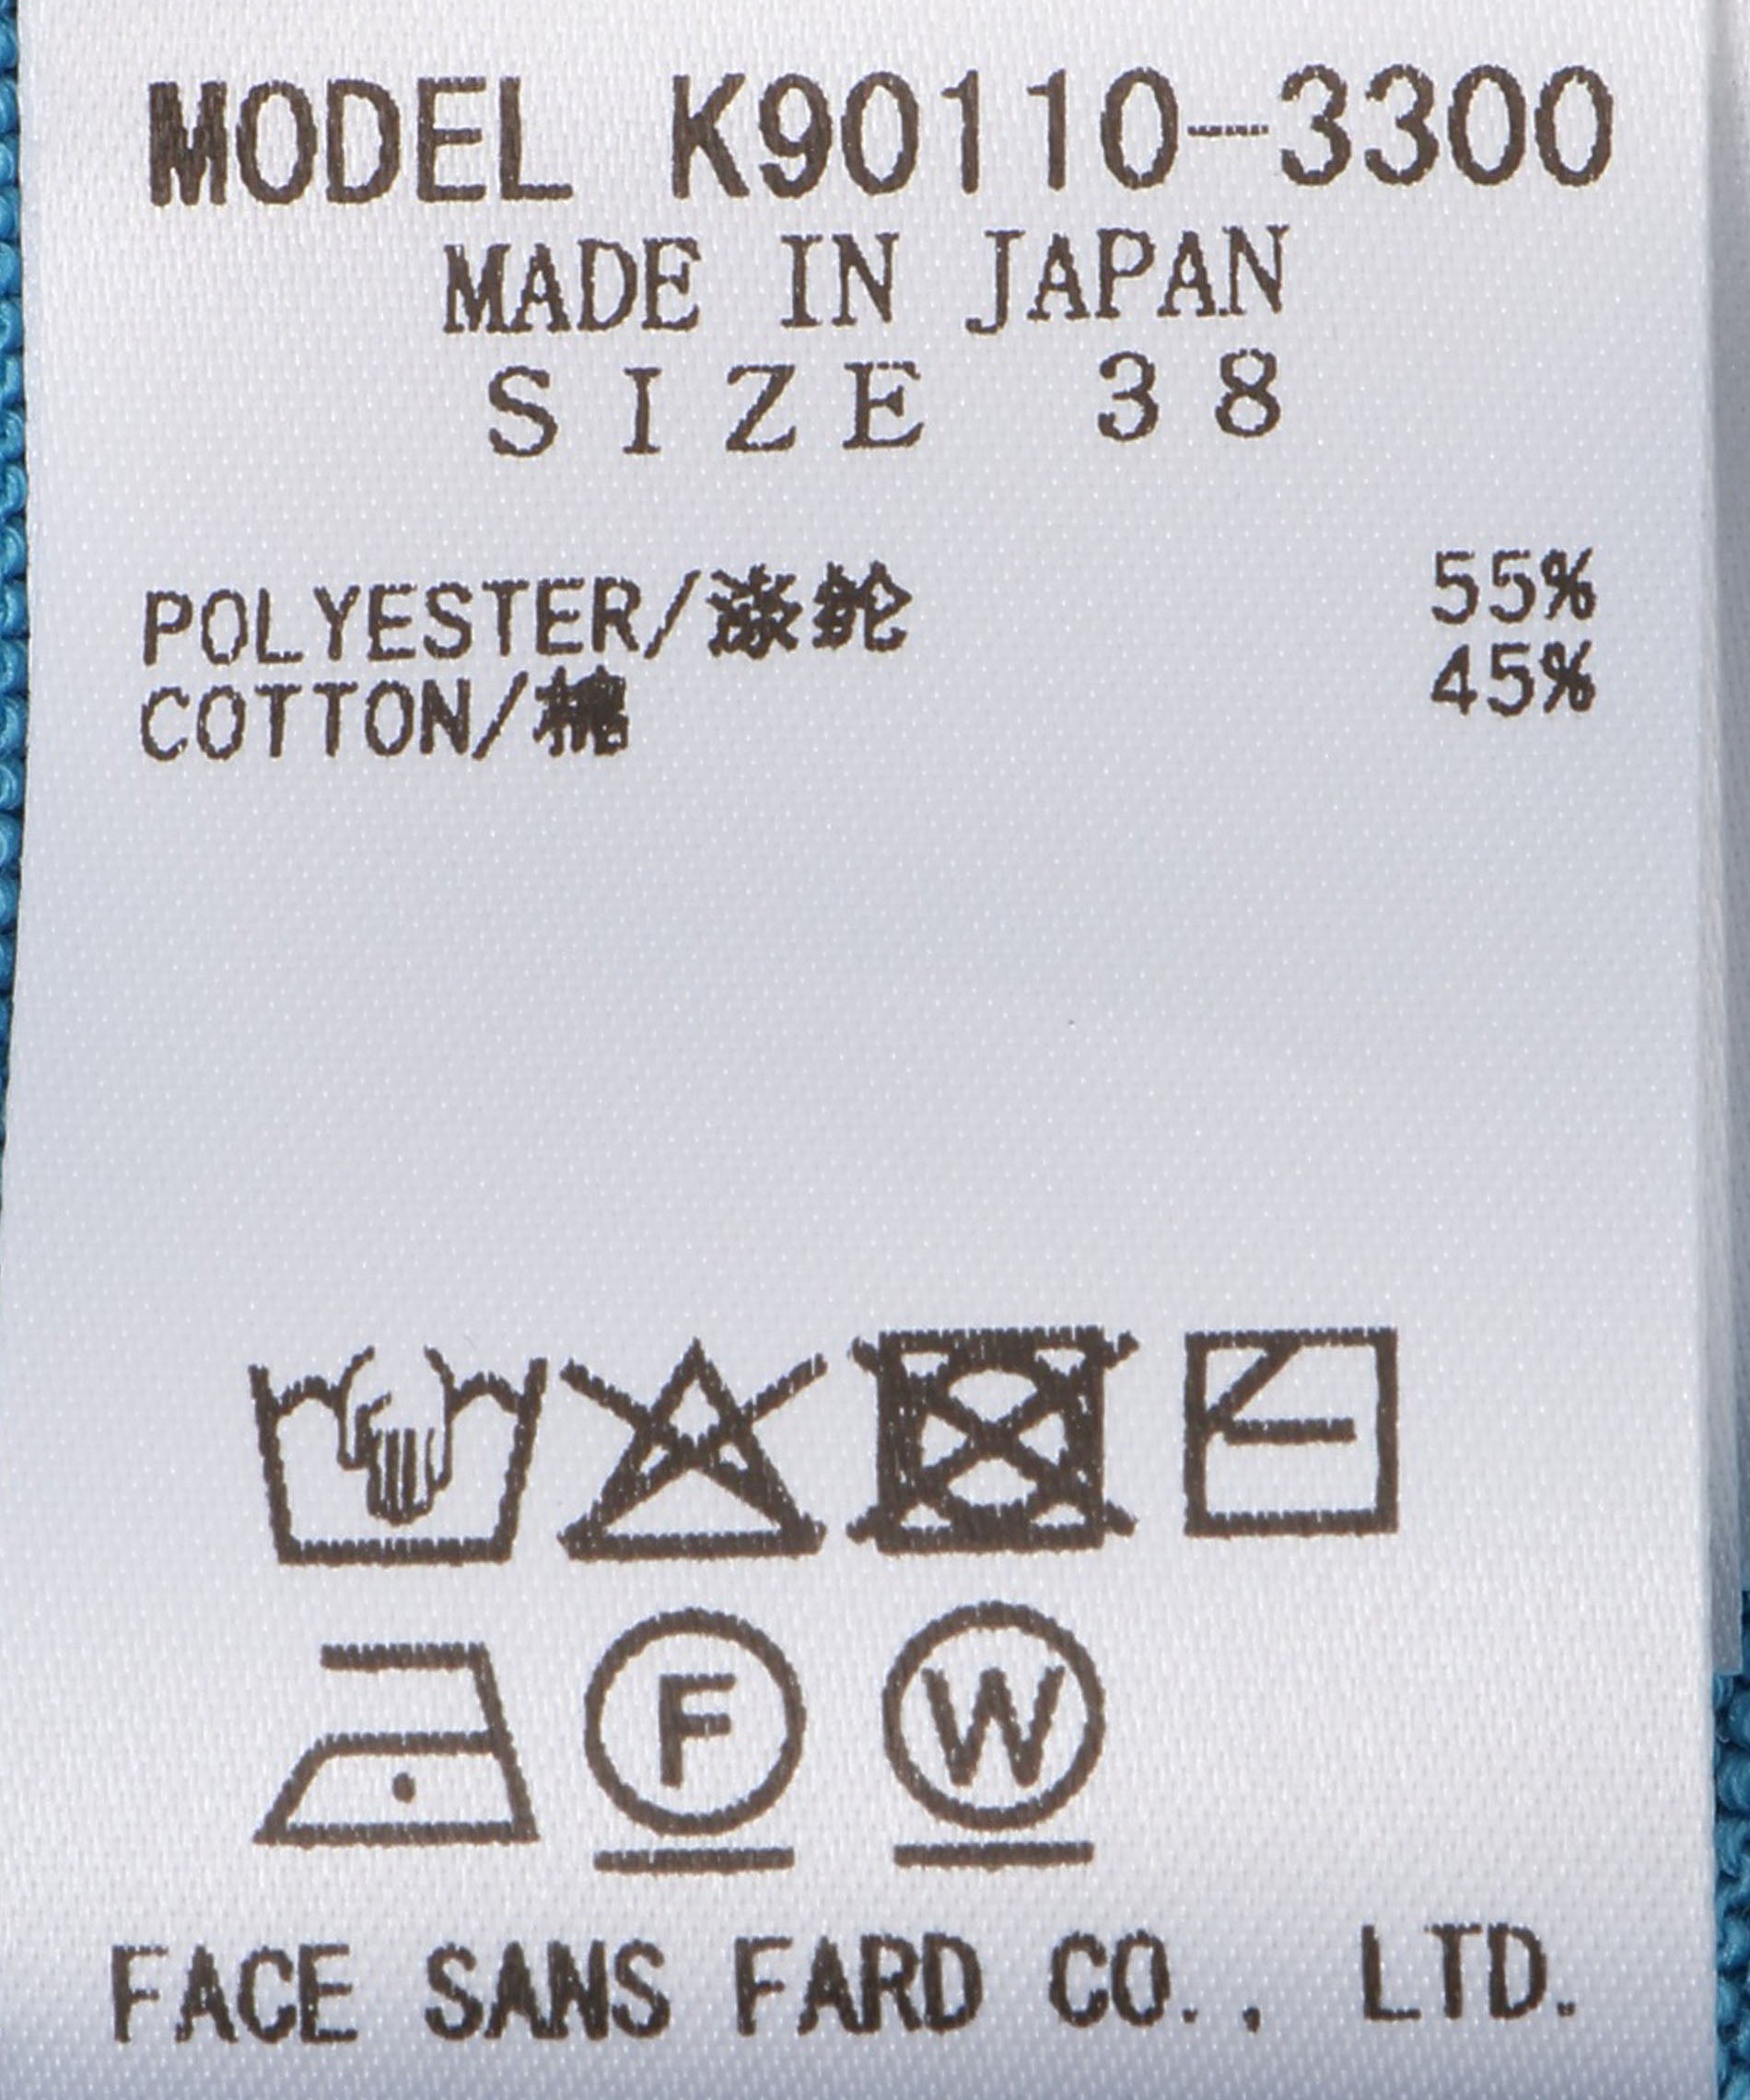 MODEL K90110-3300
MADE IN JAPAN
SIZE 38
POLYESTER/涤纶 55%
COTTON/棉 45%
F W
FACE SANS FARD CO., LTD.